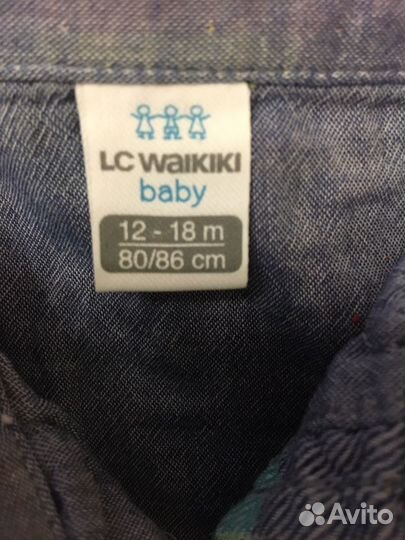 LC WAIKIKI
baby
12 - 18 m
80/86 cm
Avito